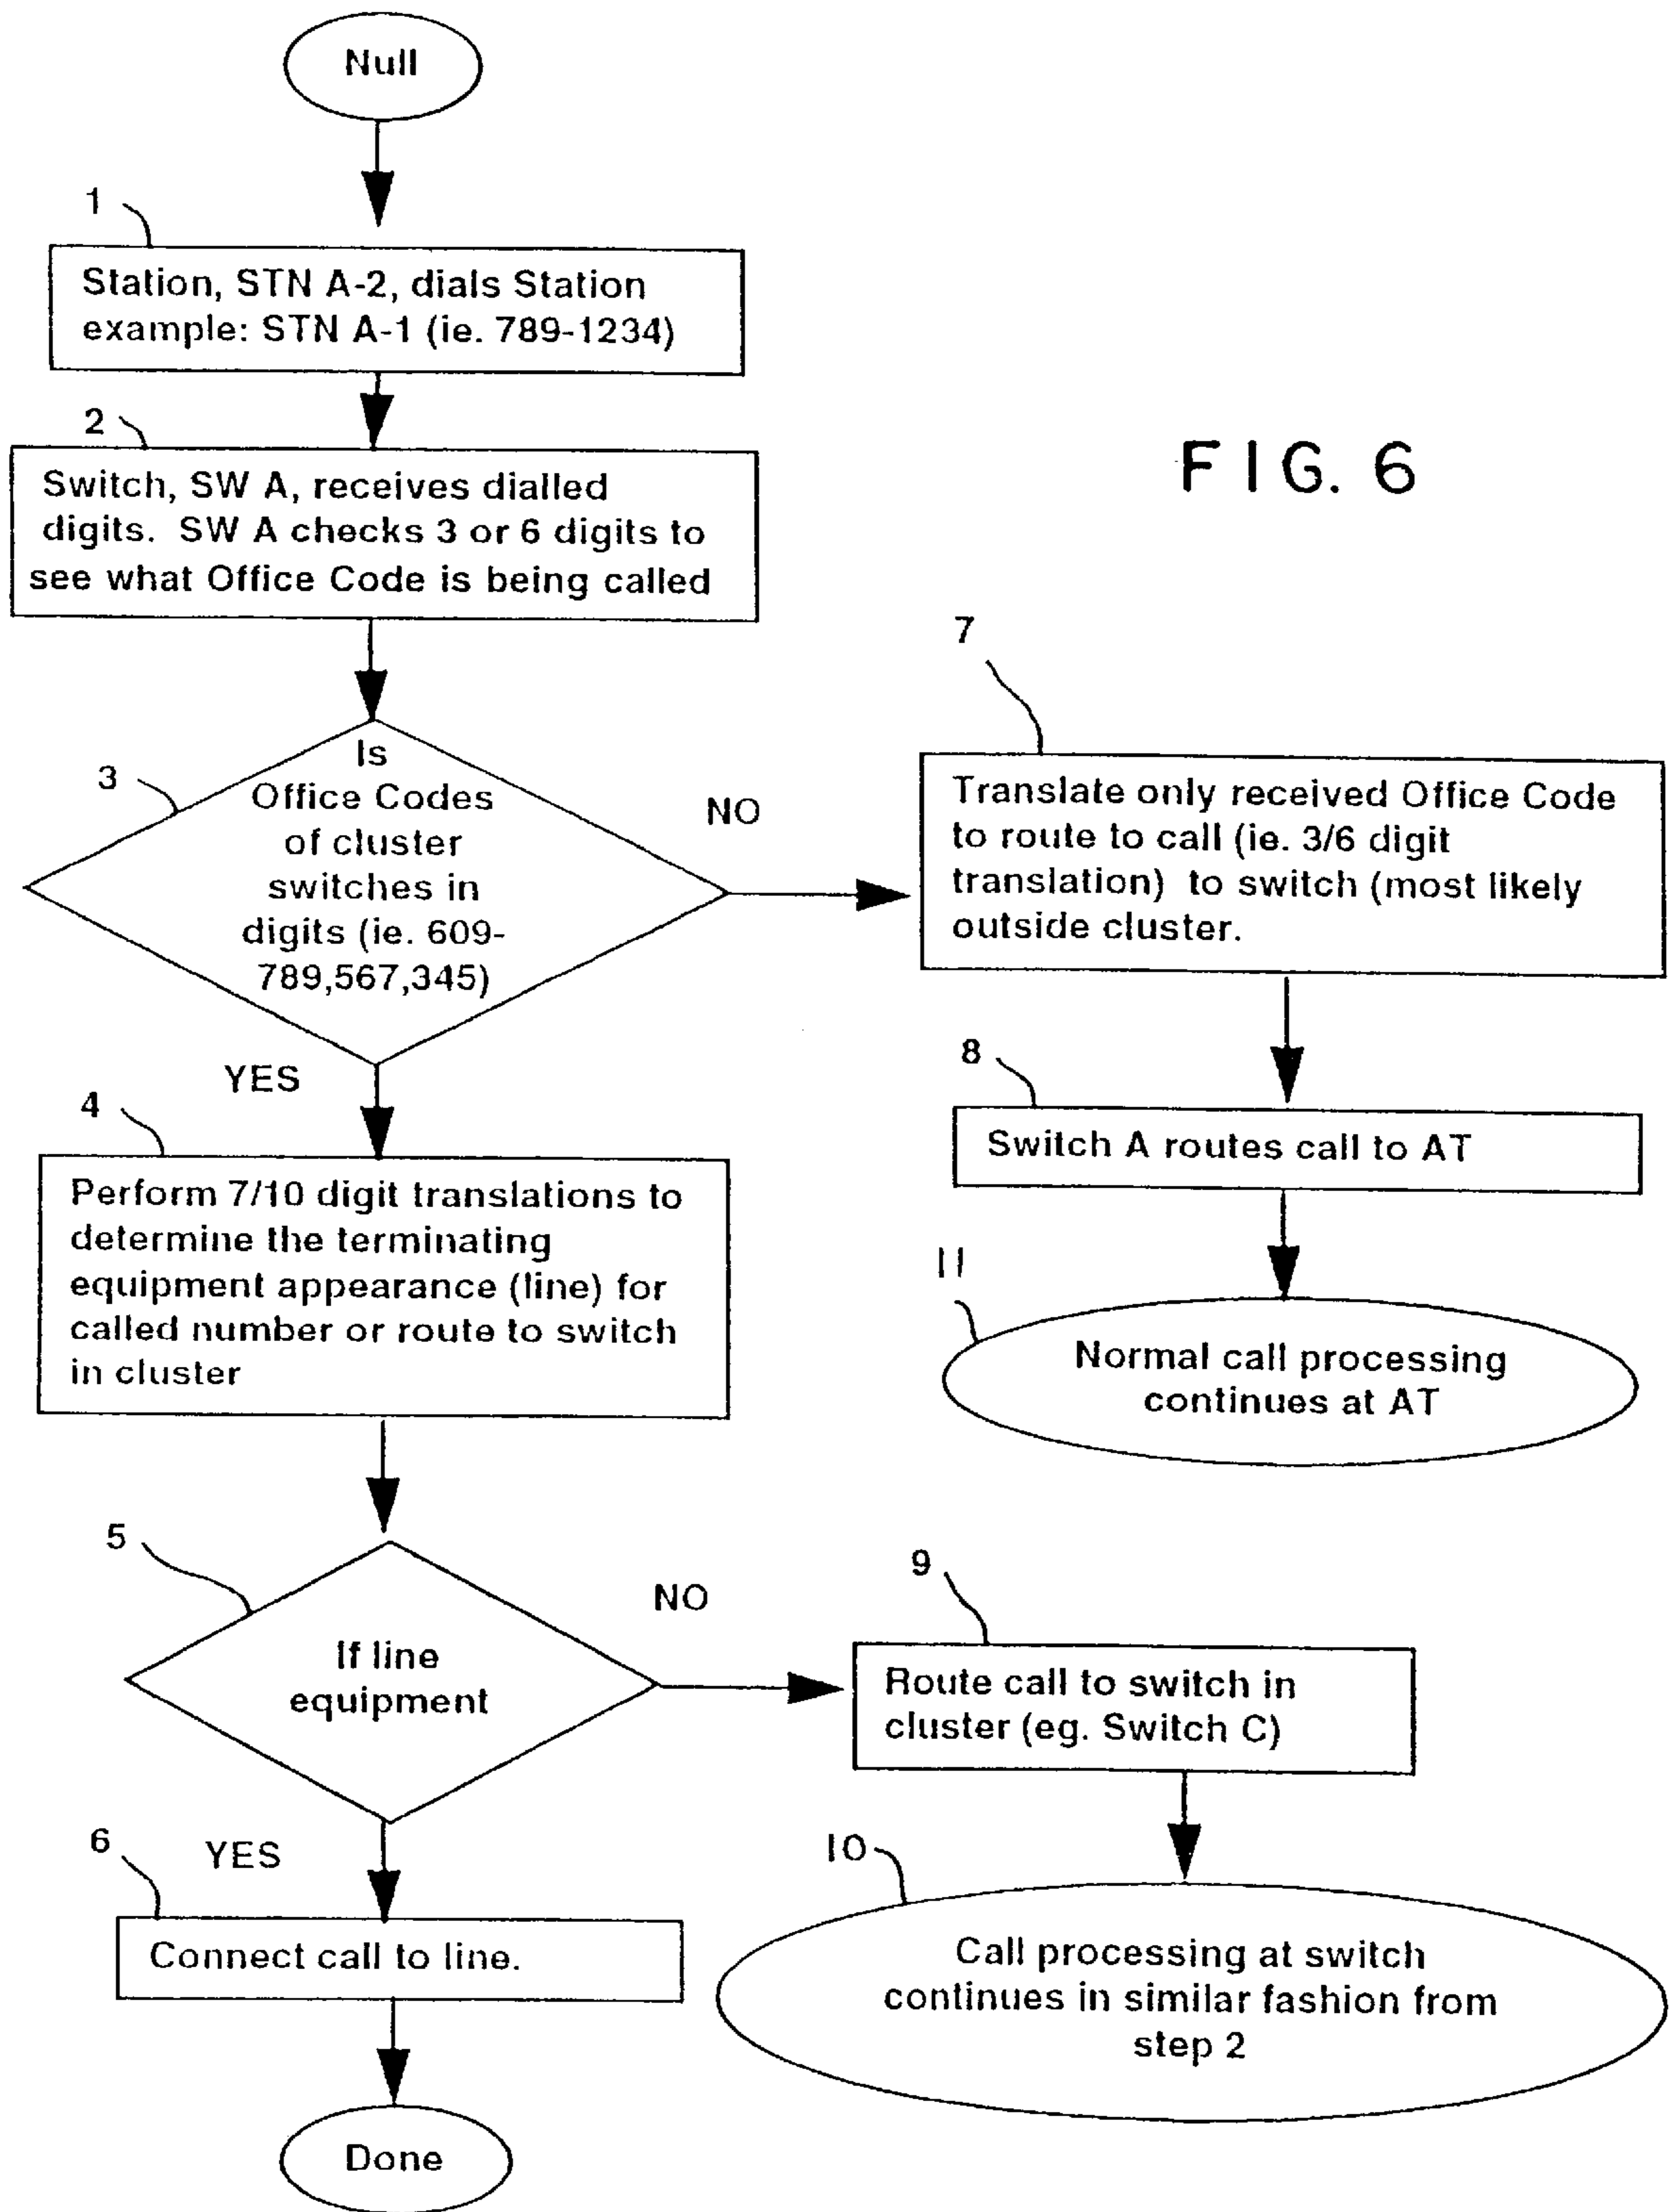 Null
1
Station, STN A-2, dials Station
example: STN A-1 (ie. 789-1234)
2
Switch, SW A, receives dialled
digits. SW A checks 3 or 6 digits to
see what Office Code is being called
FIG. 6
3
Is
Office Codes
of cluster
switches in
digits (ie. 609-
789,567,345)
NO
YES
7
Translate only received Office Code
to route to call (ie. 3/6 digit
translation) to switch (most likely
outside cluster.
8
Switch A routes call to AT
11
Normal call processing
continues at AT
4
Perform 7/10 digit translations to
determine the terminating
equipment appearance (line) for
called number or route to switch
in cluster
5
If line
equipment
NO
YES
9
Route call to switch in
cluster (eg. Switch C)
10
Call processing at switch
continues in similar fashion from
step 2
6
Connect call to line.
Done